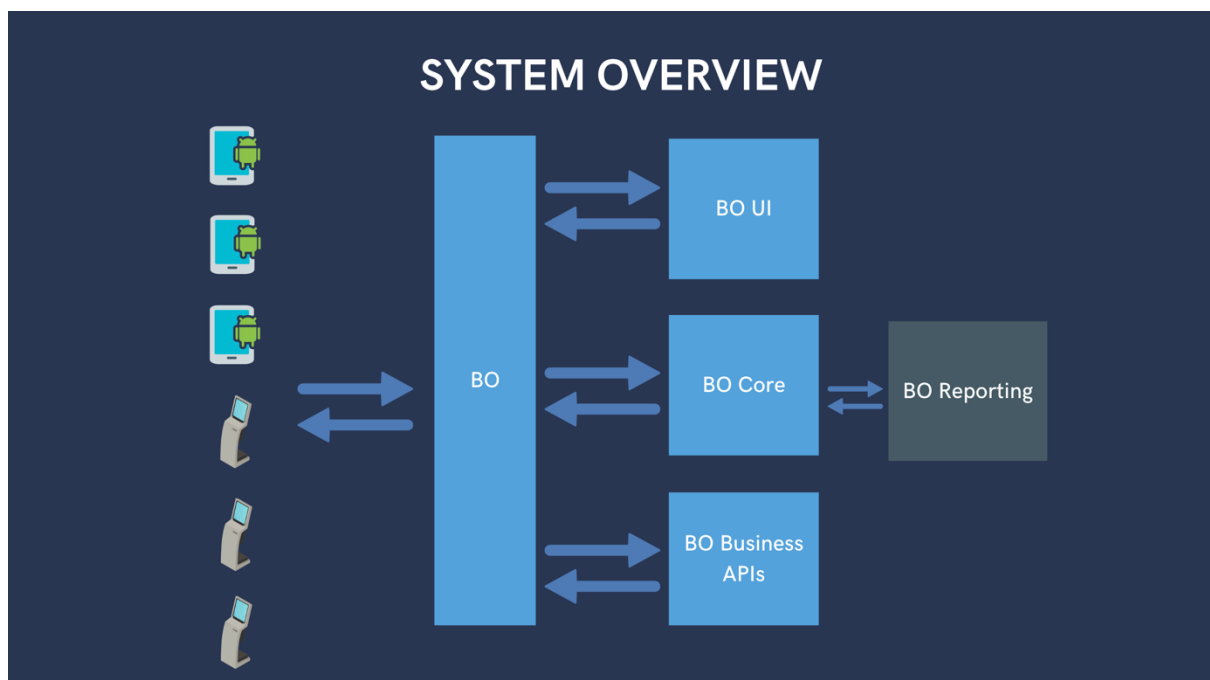 SYSTEM OVERVIEW
BO
BO UI
BO Core
BO Reporting
BO Business
APIs